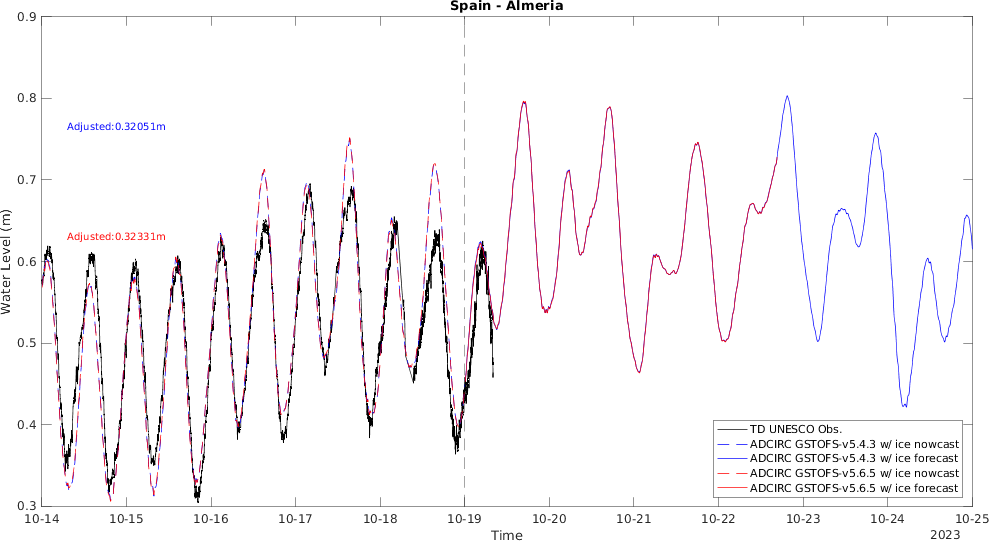 Spain - Almeria
0.9
0.8
0.7
0.6
0.5
0.4
0.3
Water Level (m)
Adjusted:0.32051m
Adjusted:0.32331m
TD UNESCO Obs.
ADCIRC GSTOFS-v5.4.3 w/ ice nowcast
ADCIRC GSTOFS-v5.4.3 w/ ice forecast
ADCIRC GSTOFS-v5.6.5 w/ ice nowcast
ADCIRC GSTOFS-v5.6.5 w/ ice forecast
10-14 10-15 10-16 10-17 10-18 10-19 10-20 10-21 10-22 10-23 10-24 10-25
Time
2023